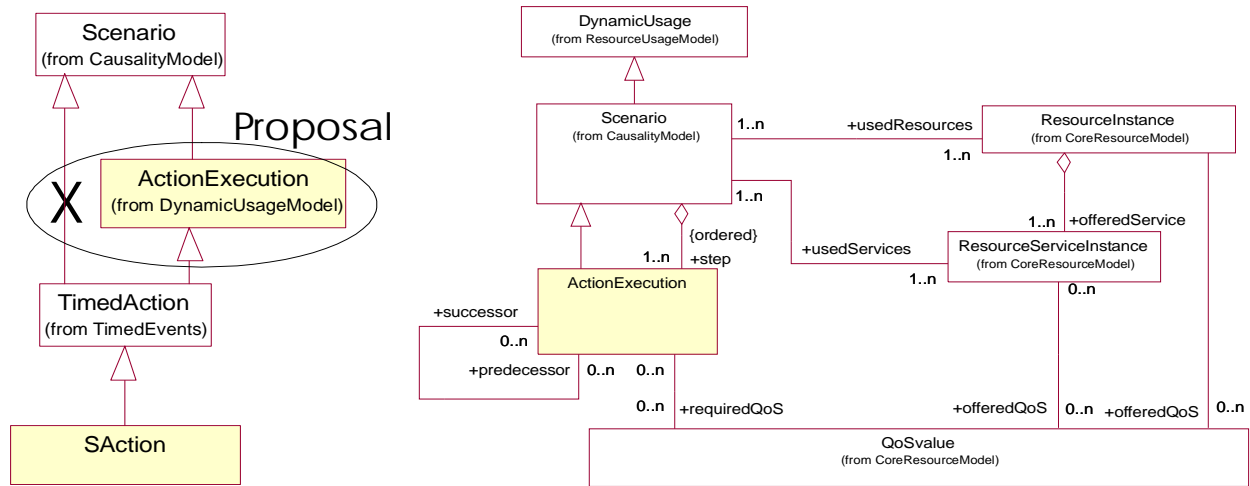 Scenario
(from CausalityModel)
Proposal
X
ActionExecution
(from DynamicUsageModel)
TimedAction
(from TimedEvents)
SAction
DynamicUsage
(from ResourceUsageModel)
Scenario
(from CausalityModel)
1..n
+usedResources
1..n
ResourceInstance
(from CoreResourceModel)
1..n
+usedServices
1..n
1..n
+offeredService
ResourceServiceInstance
(from CoreResourceModel)
0..n
{ordered}
1..n
+step
ActionExecution
+successor
0..n
+predecessor
0..n
0..n
0..n
+requiredQoS
+offeredQoS
0..n
+offeredQoS
0..n
QoSvalue
(from CoreResourceModel)